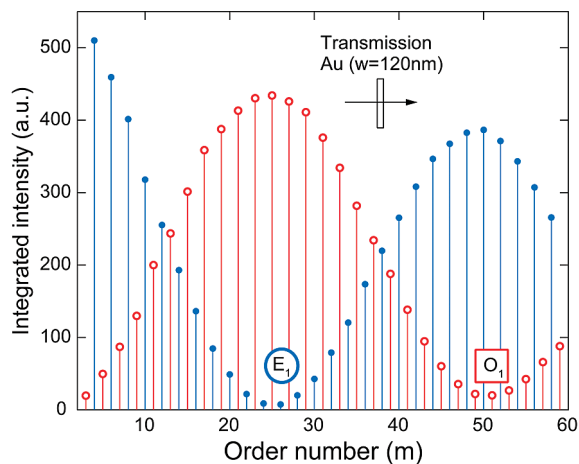 500
400
300
200
100
0
Integrated intensity (a.u.)
Transmission
Au (w=120nm)
E1
O1
10 20 30 40 50 60
Order number (m)